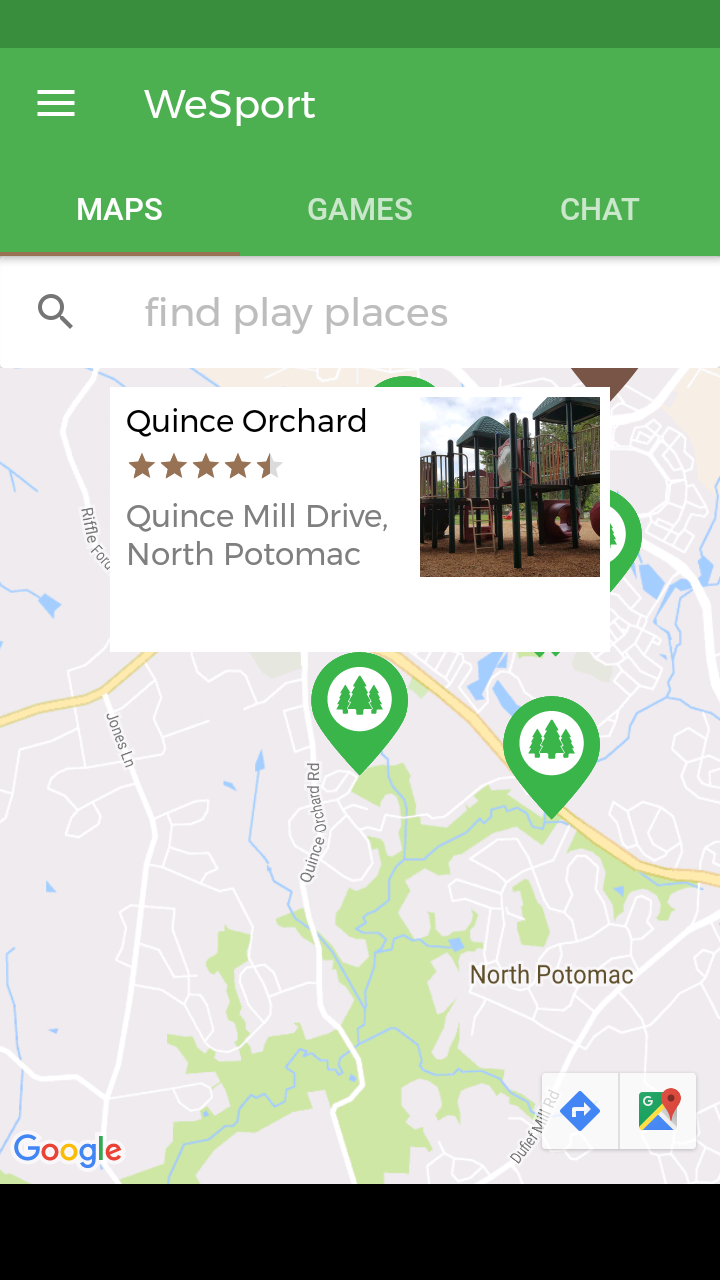 WeSport
MAPS
GAMES
CHAT
find play places
Quince Orchard
Quince Mill Drive,
North Potomac
Riffle Ford
Jones Ln
Quince Orchard Rd
North Potomac
Dufief Mill Rd
Google
G